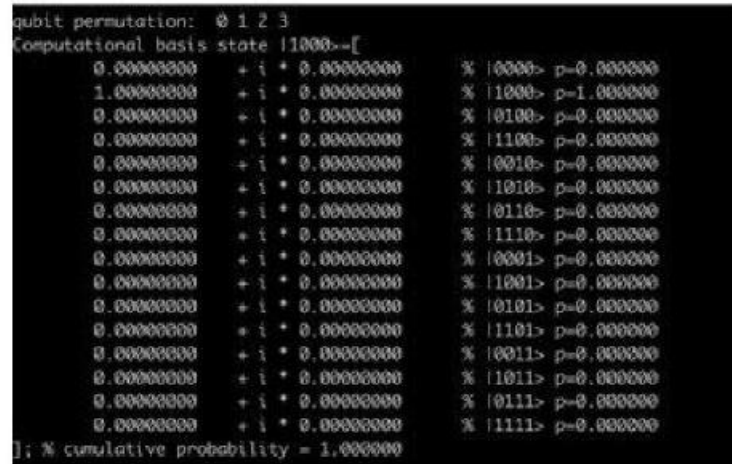 qubit permutation: 0 1 2 3
Computational basis state |1000>=[
0.00000000 + i * 0.00000000 % |0000> p=0.000000
1.00000000 + i * 0.00000000 % |1000> p=1.000000
0.00000000 + i * 0.00000000 % |0100> p=0.000000
0.00000000 + i * 0.00000000 % |1100> p=0.000000
0.00000000 + i * 0.00000000 % |0010> p=0.000000
0.00000000 + i * 0.00000000 % |1010> p=0.000000
0.00000000 + i * 0.00000000 % |0110> p=0.000000
0.00000000 + i * 0.00000000 % |1110> p=0.000000
0.00000000 + i * 0.00000000 % |0001> p=0.000000
0.00000000 + i * 0.00000000 % |1001> p=0.000000
0.00000000 + i * 0.00000000 % |0101> p=0.000000
0.00000000 + i * 0.00000000 % |1101> p=0.000000
0.00000000 + i * 0.00000000 % |0011> p=0.000000
0.00000000 + i * 0.00000000 % |1011> p=0.000000
0.00000000 + i * 0.00000000 % |0111> p=0.000000
0.00000000 + i * 0.00000000 % |1111> p=0.000000
]; % cumulative probability = 1.000000